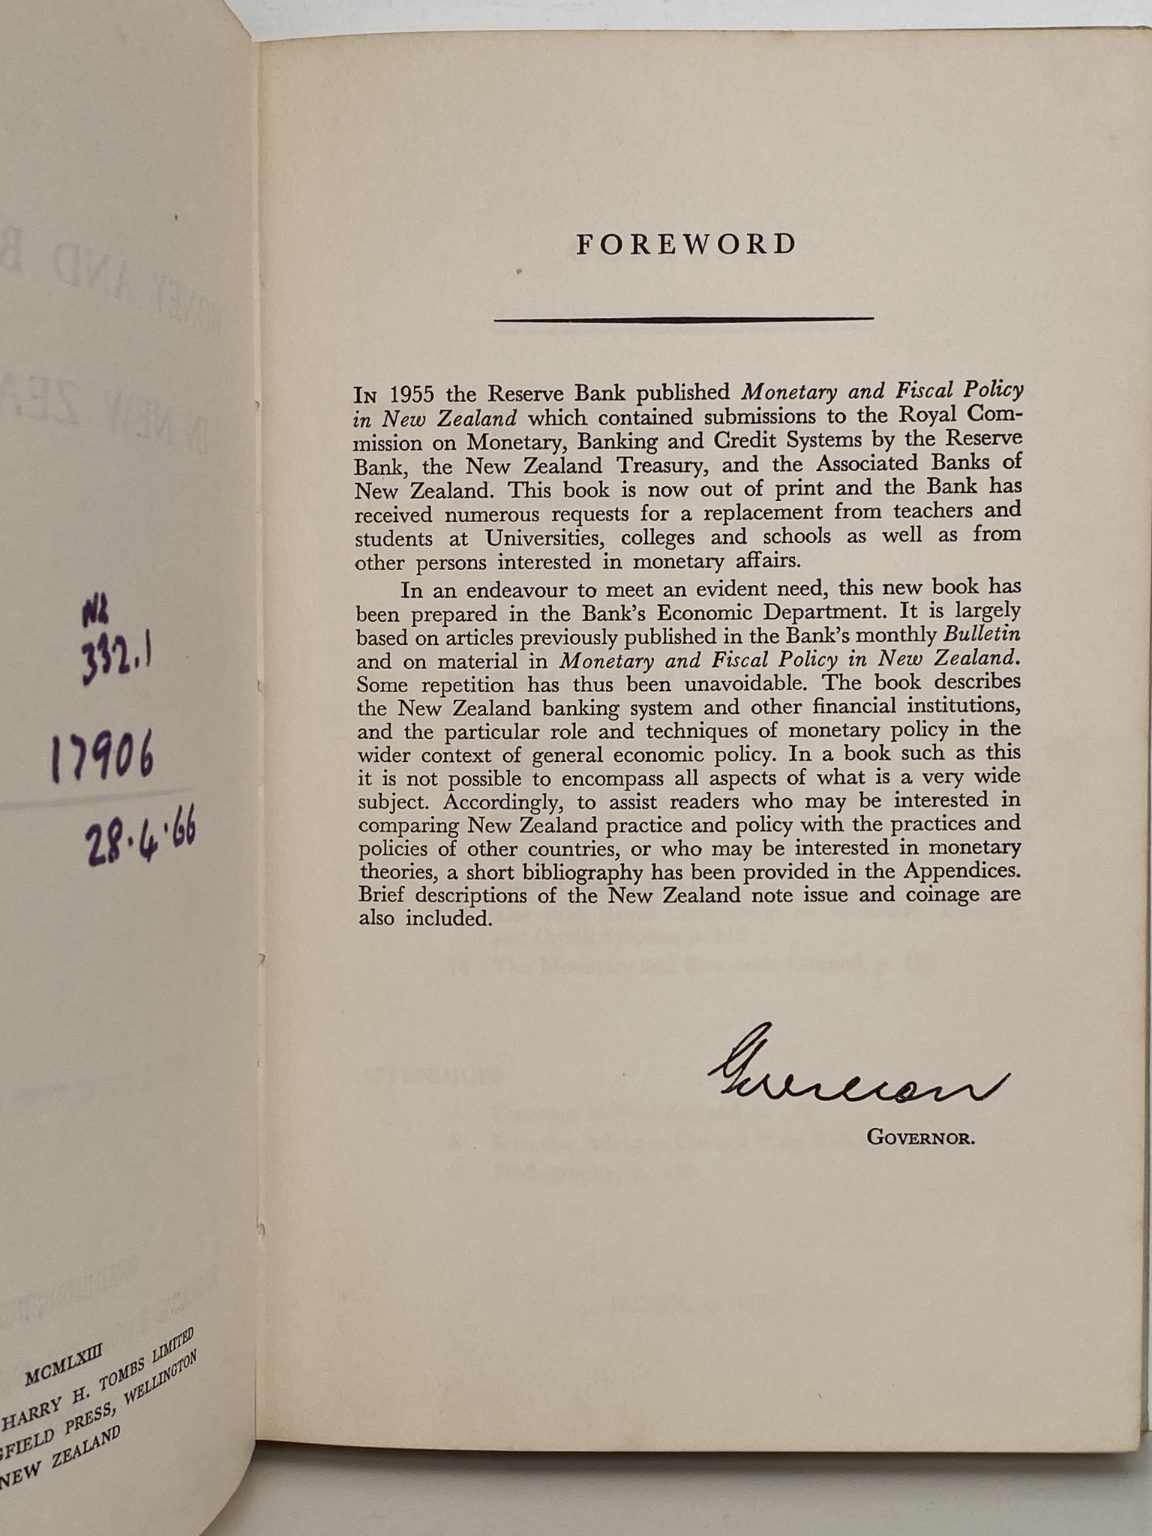 NZ
332.1
17906
28.4.'66
MCMLXIII
HARRY H. TOMBS LIMITED
GFIELD PRESS, WELLINGTON
NEW ZEALAND
FOREWORD
IN 1955 the Reserve Bank published Monetary and Fiscal Policy
in New Zealand which contained submissions to the Royal Com-
mission on Monetary, Banking and Credit Systems by the Reserve
Bank, the New Zealand Treasury, and the Associated Banks of
New Zealand. This book is now out of print and the Bank has
received numerous requests for a replacement from teachers and
students at Universities, colleges and schools as well as from
other persons interested in monetary affairs.
In an endeavour to meet an evident need, this new book has
been prepared in the Bank's Economic Department. It is largely
based on articles previously published in the Bank's monthly Bulletin
and on material in Monetary and Fiscal Policy in New Zealand.
Some repetition has thus been unavoidable. The book describes
the New Zealand banking system and other financial institutions,
and the particular role and techniques of monetary policy in the
wider context of general economic policy. In a book such as this
it is not possible to encompass all aspects of what is a very wide
subject. Accordingly, to assist readers who may be interested in
comparing New Zealand practice and policy with the practices and
policies of other countries, or who may be interested in monetary
theories, a short bibliography has been provided in the Appendices.
Brief descriptions of the New Zealand note issue and coinage are
also included.
GOVERNOR.